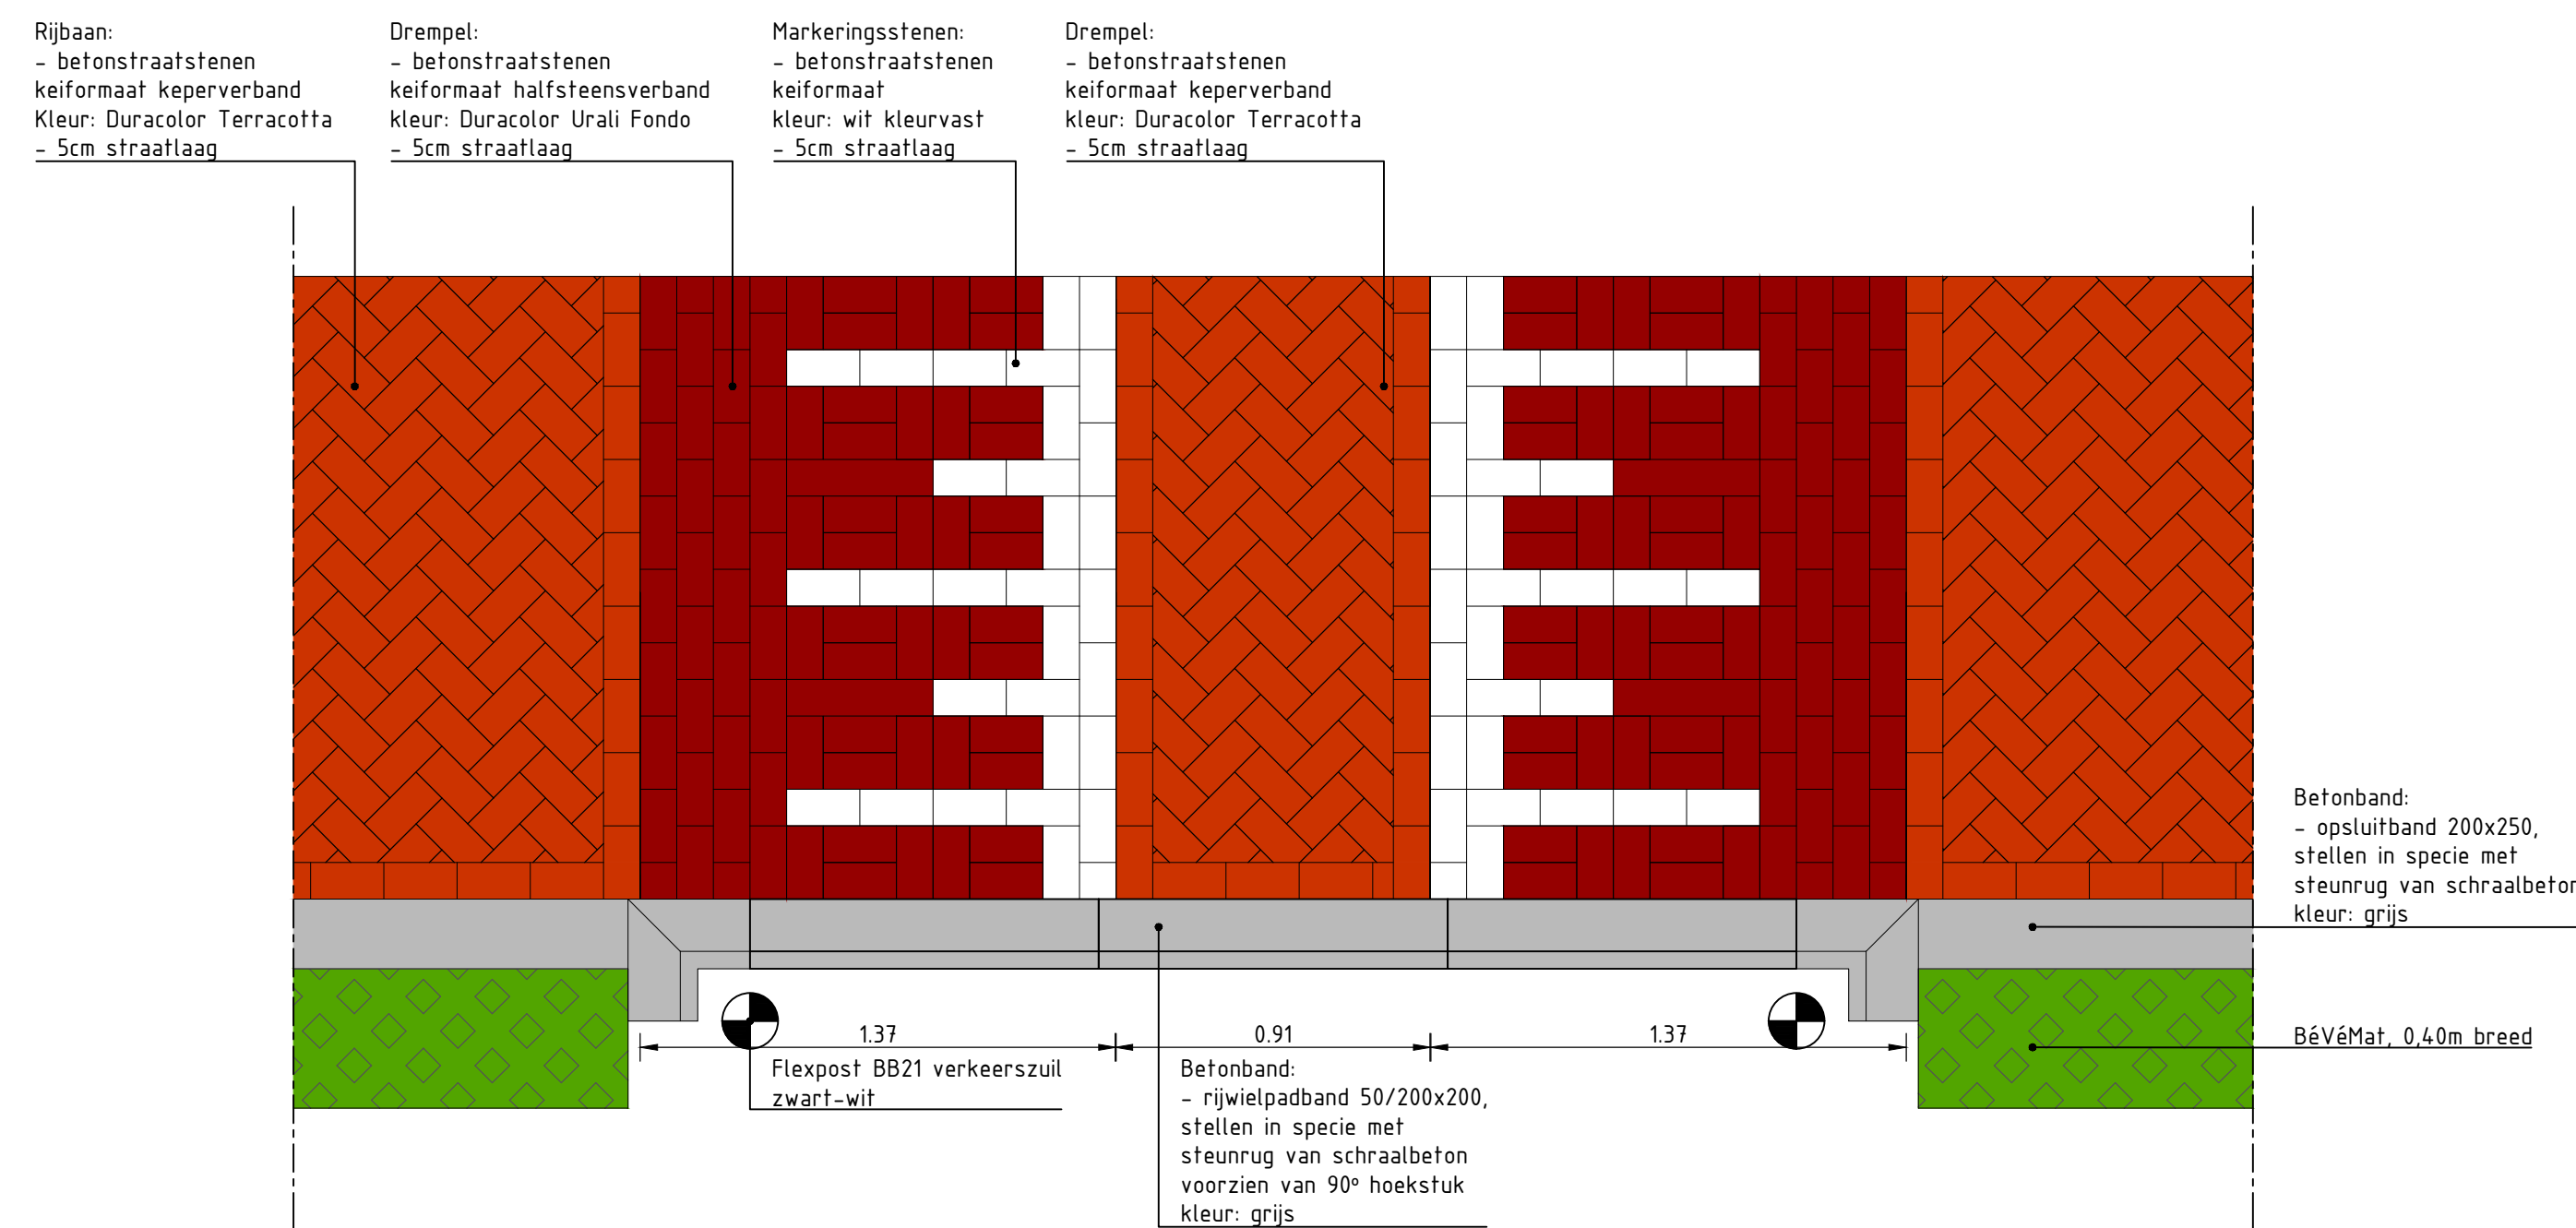 Rijbaan:
- betonstraatstenen
keiformaat keperverband
Kleur: Duracolor Terracotta
- 5cm straatlaag
Drempel:
- betonstraatstenen
keiformaat halfsteensverband
kleur: Duracolor Urali Fondo
- 5cm straatlaag
Markeringsstenen:
- betonstraatstenen
keiformaat
kleur: wit kleurvast
- 5cm straatlaag
Drempel:
- betonstraatstenen
keiformaat keperverband
kleur: Duracolor Terracotta
- 5cm straatlaag
Betonband:
- opsluitband 200x250,
stellen in specie met
steunrug van schraalbeton
kleur: grijs
1.37
0.91
1.37
BéVéMat, 0,40m breed
Flexpost BB21 verkeerszuil
zwart-wit
Betonband:
- rijwielpadband 50/200x200,
stellen in specie met
steunrug van schraalbeton
voorzien van 90° hoekstuk
kleur: grijs